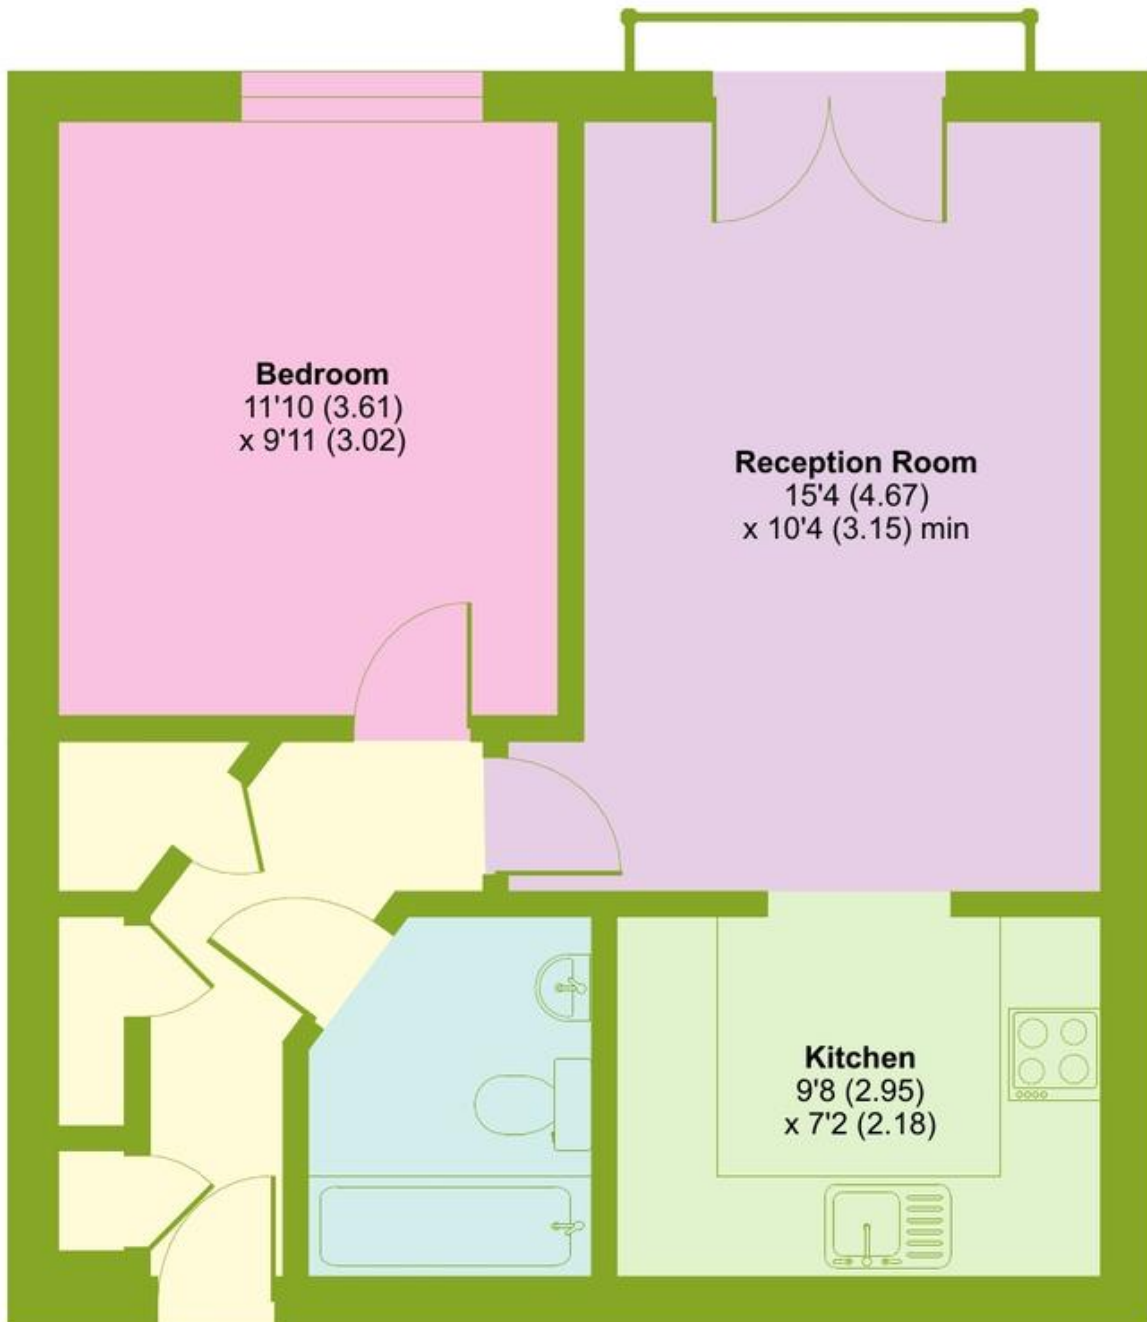 Bedroom
11'10 (3.61)
x 9'11 (3.02)
Reception Room
15'4 (4.67)
x 10'4 (3.15) min
Kitchen
9'8 (2.95)
x 7'2 (2.18)